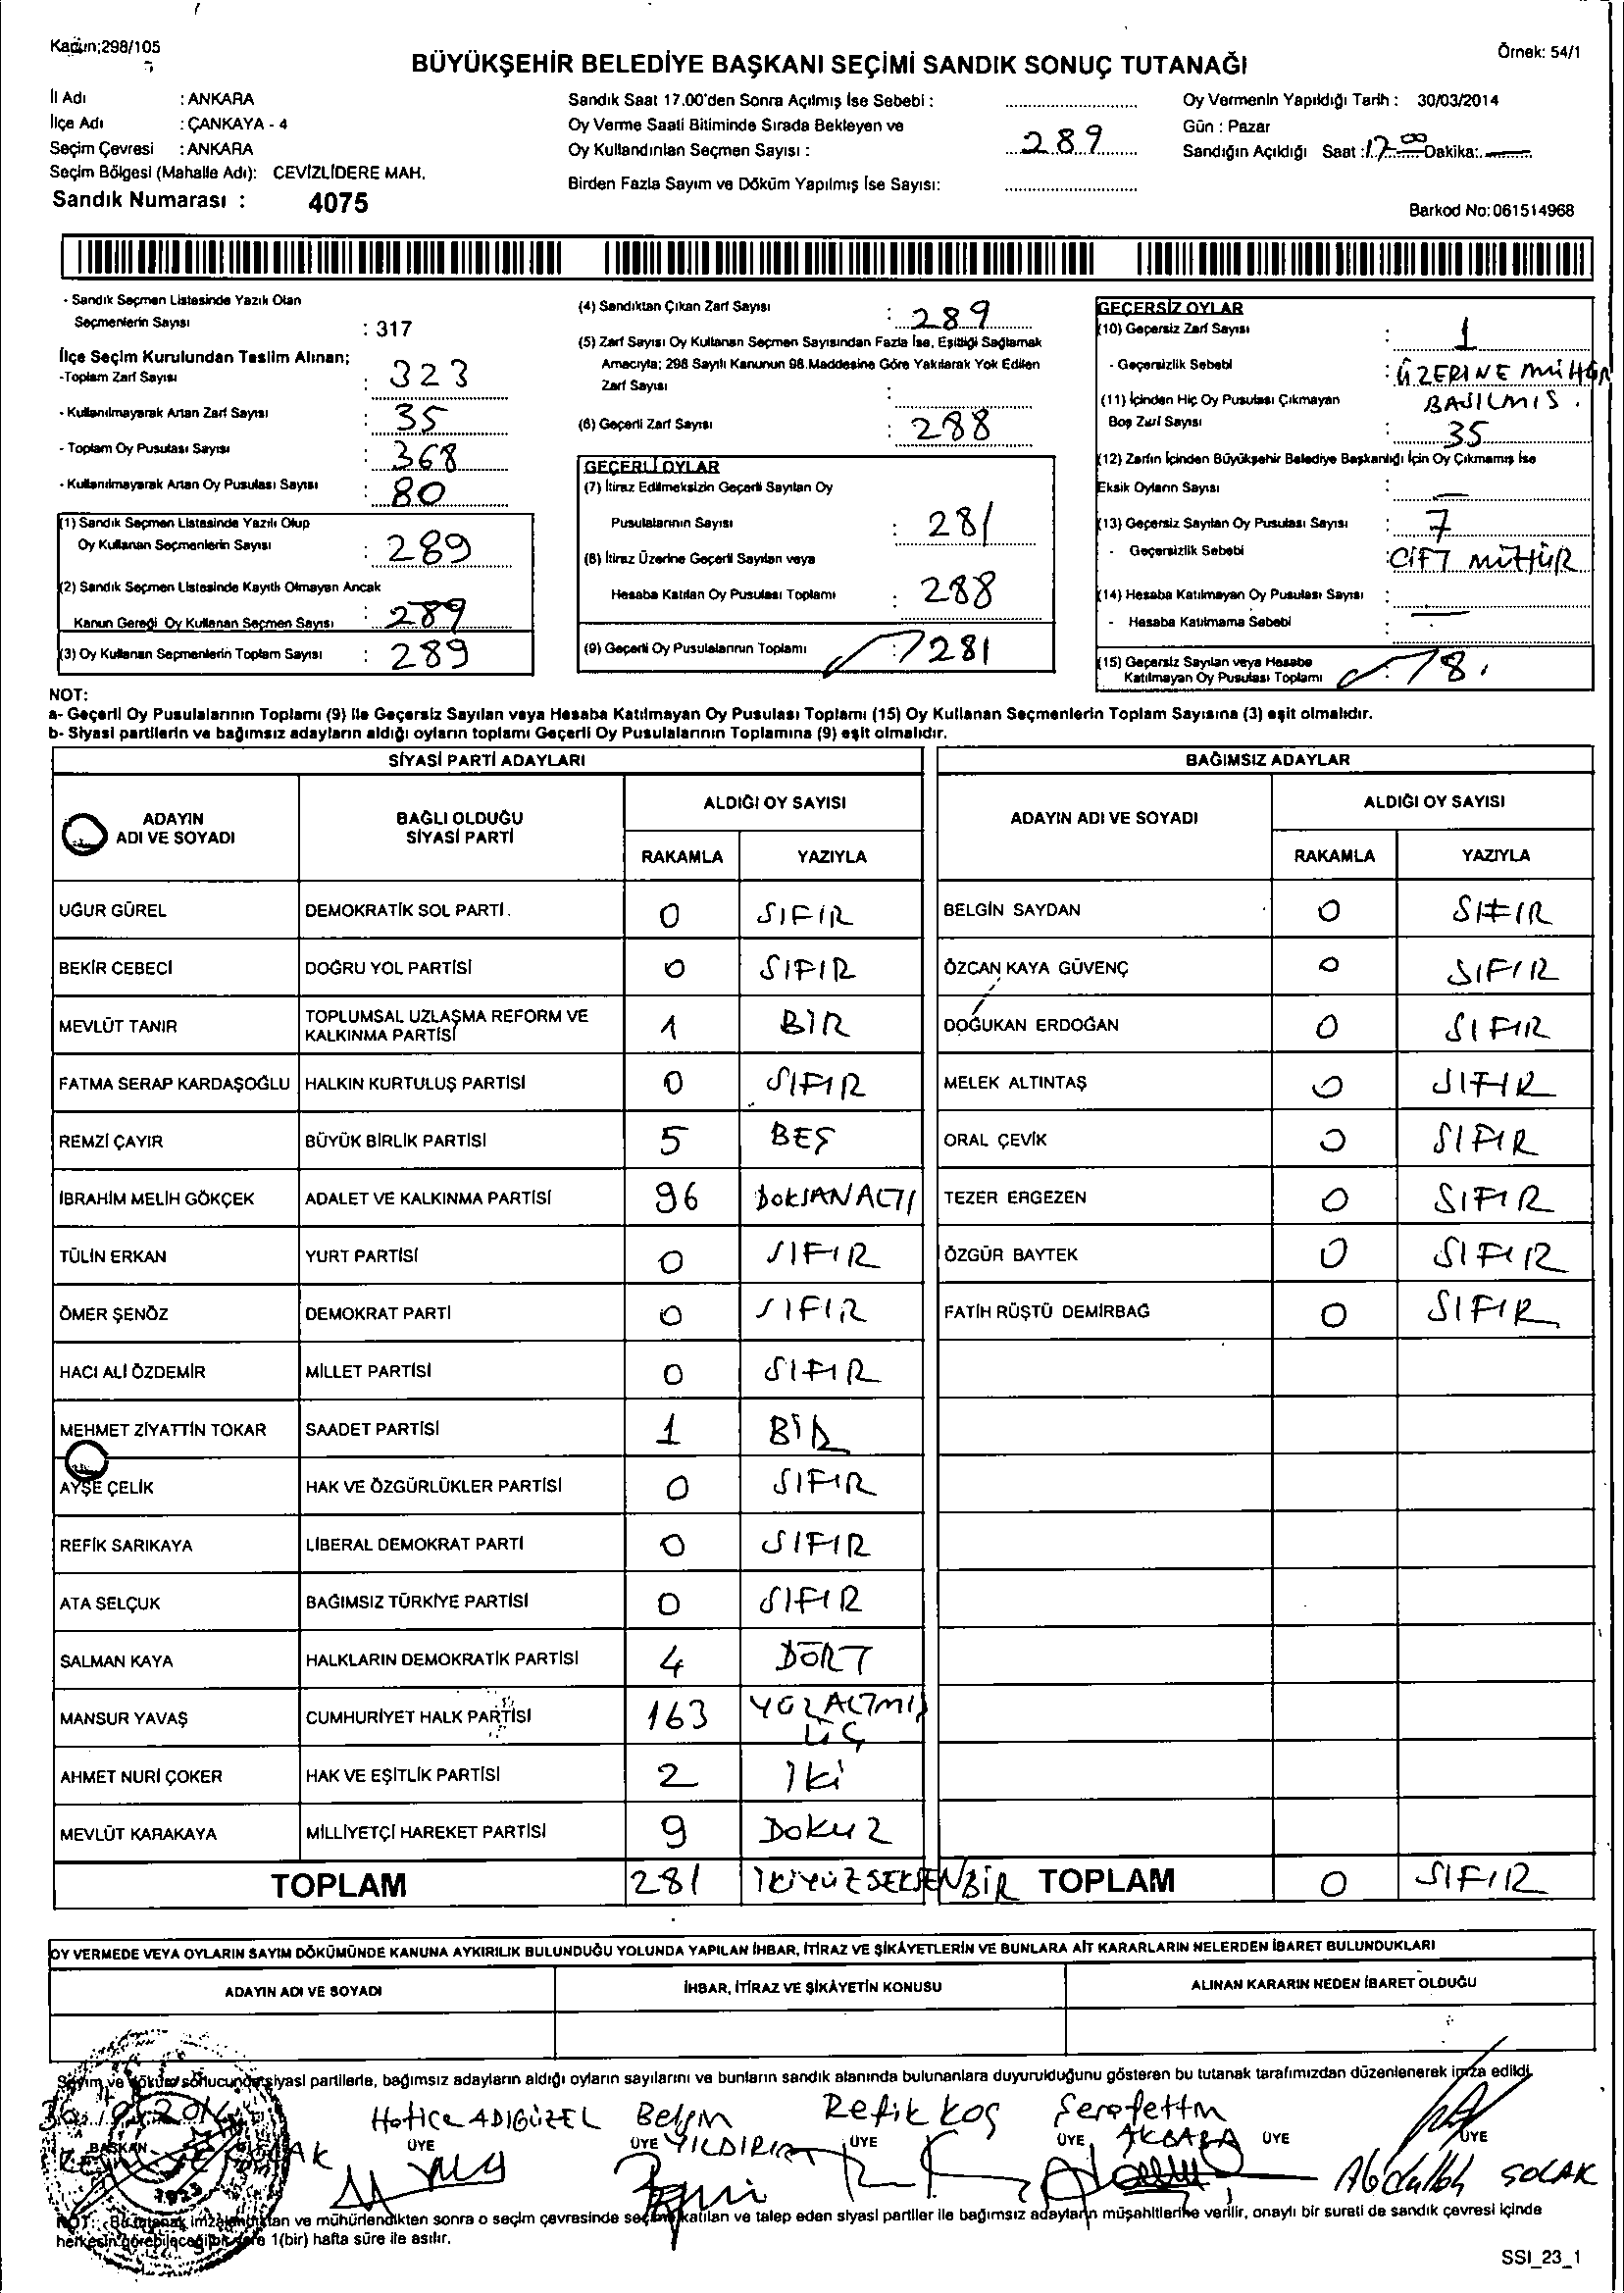 Kanun:298/105
Örnek: 54/1
BÜYÜKŞEHİR BELEDİYE BAŞKANI SEÇİMİ SANDIK SONUÇ TUTANAĞI
İl Adı : ANKARA
İlçe Adı : ÇANKAYA - 4
Seçim Çevresi : ANKARA
Seçim Bölgesi (Mahalle Adı): CEVİZLİDERE MAH.
Sandık Numarası : 4075
Sandık Saat 17.00'den Sonra Açılmış İse Sebebi :
Oy Verme Saati Bitiminde Sırada Bekleyen ve
Oy Kullandırılan Seçmen Sayısı : 289
Birden Fazla Sayım ve Döküm Yapılmış İse Sayısı:
Oy Vermenin Yapıldığı Tarih : 30/03/2014
Gün : Pazar
Sandığın Açıldığı Saat : 17 00 Dakika: —
Barkod No:061514968
- Sandık Seçmen Listesinde Yazılı Olan
Seçmenlerin Sayısı : 317
İlçe Seçim Kurulundan Teslim Alınan;
-Toplam Zarf Sayısı : 323
- Kullanılmayarak Artan Zarf Sayısı : 35
- Toplam Oy Pusulası Sayısı : 368
- Kullanılmayarak Artan Oy Pusulası Sayısı : 80
(1) Sandık Seçmen Listesinde Yazılı Olup
Oy Kullanan Seçmenlerin Sayısı : 289
(2) Sandık Seçmen Listesinde Kayıtlı Olmayan Ancak
Kanun Gereği Oy Kullanan Seçmen Sayısı : 289
(3) Oy Kullanan Seçmenlerin Toplam Sayısı : 289
(4) Sandıktan Çıkan Zarf Sayısı : 289
(5) Zarf Sayısı Oy Kullanan Seçmen Sayısından Fazla İse, Eşitliği Sağlamak
Amacıyla; 298 Sayılı Kanunun 98.Maddesine Göre Yakılarak Yok Edilen
Zarf Sayısı :
(6) Geçerli Zarf Sayısı : 288
GEÇERLİ OYLAR
(7) İtiraz Edilmeksizin Geçerli Sayılan Oy
Pusulalarının Sayısı : 281
(8) İtiraz Üzerine Geçerli Sayılan veya
Hesaba Katılan Oy Pusulası Toplamı : 288
(9) Geçerli Oy Pusulalarının Toplamı : 281
GEÇERSİZ OYLAR
(10) Geçersiz Zarf Sayısı : 1
- Geçersizlik Sebebi : ÜZERİNE MÜHÜR
BASILMIŞ.
(11) İçinden Hiç Oy Pusulası Çıkmayan
Boş Zarf Sayısı : 35
(12) Zarfın İçinden Büyükşehir Belediye Başkanlığı İçin Oy Çıkmamış İse
Eksik Oyların Sayısı : —
(13) Geçersiz Sayılan Oy Pusulası Sayısı : 7
- Geçersizlik Sebebi : ÇİFT MÜHÜR
(14) Hesaba Katılmayan Oy Pusulası Sayısı : —
- Hesaba Katılmama Sebebi : —
(15) Geçersiz Sayılan veya Hesaba
Katılmayan Oy Pusulası Toplamı : 8
NOT:
a- Geçerli Oy Pusulalarının Toplamı (9) ile Geçersiz Sayılan veya Hesaba Katılmayan Oy Pusulası Toplamı (15) Oy Kullanan Seçmenlerin Toplam Sayısına (3) eşit olmalıdır.
b- Siyasi partilerin ve bağımsız adayların aldığı oyların toplamı Geçerli Oy Pusulalarının Toplamına (9) eşit olmalıdır.
SİYASİ PARTİ ADAYLARI BAĞIMSIZ ADAYLAR
ADAYIN ADI VE SOYADI BAĞLI OLDUĞU SİYASİ PARTİ ALDIĞI OY SAYISI ADAYIN ADI VE SOYADI ALDIĞI OY SAYISI
RAKAMLA YAZIYLA RAKAMLA YAZIYLA
UĞUR GÜREL DEMOKRATİK SOL PARTİ. 0 SIFIR BELGİN SAYDAN 0 SIFIR
BEKİR CEBECİ DOĞRU YOL PARTİSİ 0 SIFIR ÖZCAN KAYA GÜVENÇ 0 SIFIR
MEVLÜT TANIR TOPLUMSAL UZLAŞMA REFORM VE KALKINMA PARTİSİ 1 BİR DOĞUKAN ERDOĞAN 0 SIFIR
FATMA SERAP KARDAŞOĞLU HALKIN KURTULUŞ PARTİSİ 0 SIFIR MELEK ALTINTAŞ 0 SIFIR
REMZİ ÇAYIR BÜYÜK BİRLİK PARTİSİ 5 BEŞ ORAL ÇEVİK 0 SIFIR
İBRAHİM MELİH GÖKÇEK ADALET VE KALKINMA PARTİSİ 96 DOKSANALTI TEZER ERGEZEN 0 SIFIR
TÜLİN ERKAN YURT PARTİSİ 0 SIFIR ÖZGÜR BAYTEK 0 SIFIR
ÖMER ŞENÖZ DEMOKRAT PARTİ 0 SIFIR FATİH RÜŞTÜ DEMİRBAĞ 0 SIFIR
HACI ALİ ÖZDEMİR MİLLET PARTİSİ 0 SIFIR
MEHMET ZİYATTİN TOKAR SAADET PARTİSİ 1 BİR
AYŞE ÇELİK HAK VE ÖZGÜRLÜKLER PARTİSİ 0 SIFIR
REFİK SARIKAYA LİBERAL DEMOKRAT PARTİ 0 SIFIR
ATA SELÇUK BAĞIMSIZ TÜRKİYE PARTİSİ 0 SIFIR
SALMAN KAYA HALKLARIN DEMOKRATİK PARTİSİ 4 DÖRT
MANSUR YAVAŞ CUMHURİYET HALK PARTİSİ 163 YÜZALTMIŞ ÜÇ
AHMET NURİ ÇOKER HAK VE EŞİTLİK PARTİSİ 2 İki
MEVLÜT KARAKAYA MİLLİYETÇİ HAREKET PARTİSİ 9 DOKUZ
TOPLAM 281 İKİYÜZSEKSENBİR TOPLAM 0 SIFIR
OY VERMEDE VEYA OYLARIN SAYIM DÖKÜMÜNDE KANUNA AYKIRILIK BULUNDUĞU YOLUNDA YAPILAN İHBAR, İTİRAZ VE ŞİKÂYETLERİN VE BUNLARA AİT KARARLARIN NELERDEN İBARET BULUNDUKLARI
ADAYIN ADI VE SOYADI İHBAR, İTİRAZ VE ŞİKÂYETİN KONUSU ALINAN KARARIN NEDEN İBARET OLDUĞU
Sayım ve döküm sonucunda siyasi partilerle, bağımsız adayların aldığı oyların sayılarını ve bunların sandık alanında bulunanlara duyurulduğunu gösteren bu tutanak tarafımızdan düzenlenerek imza edildi.
Hatice ADIGÜZEL Belgin YILDIRIM Refik Koş Şerafettin AKBABA
BAŞKAN ÜYE ÜYE ÜYE ÜYE ÜYE ÜYE
Abdullah SOLAK
NOT: Bu tutanak imzalandıktan ve mühürlendikten sonra o seçim çevresinde seçime katılan ve talep eden siyasi partiler ile bağımsız adayların müşahitlerine verilir, onaylı bir sureti de sandık çevresi içinde
herkesin görebileceği bir yere 1(bir) hafta süre ile asılır.
SSI_23_1